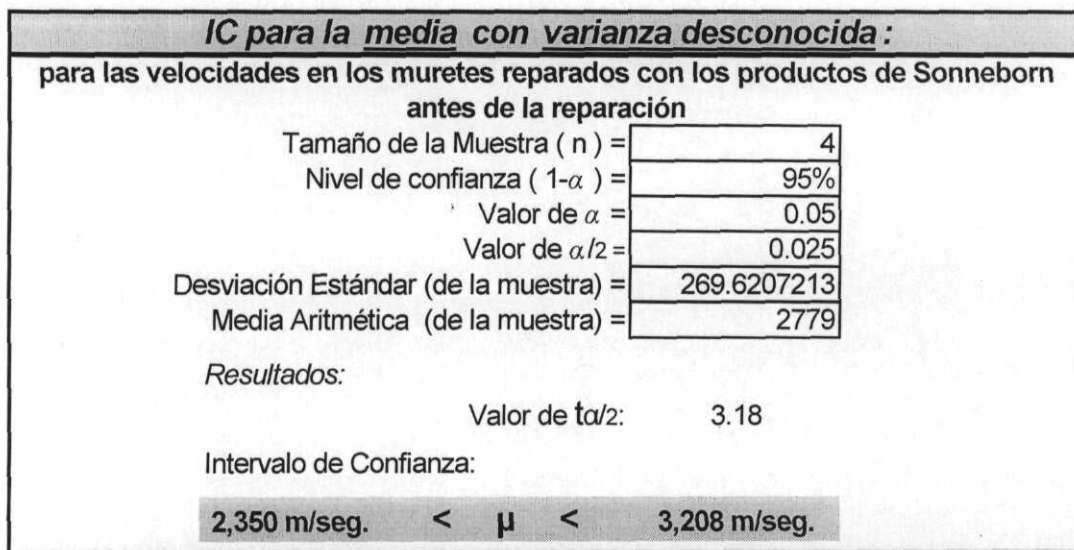 IC para la media con varianza desconocida :
para las velocidades en los muretes reparados con los productos de Sonneborn
antes de la reparación
Tamaño de la Muestra ( n ) = 4
Nivel de confianza ( 1-α ) = 95%
Valor de α = 0.05
Valor de α/2 = 0.025
Desviación Estándar (de la muestra) = 269.6207213
Media Aritmética (de la muestra) = 2779
Resultados:
Valor de tα/2: 3.18
Intervalo de Confianza:
2,350 m/seg. < μ < 3,208 m/seg.